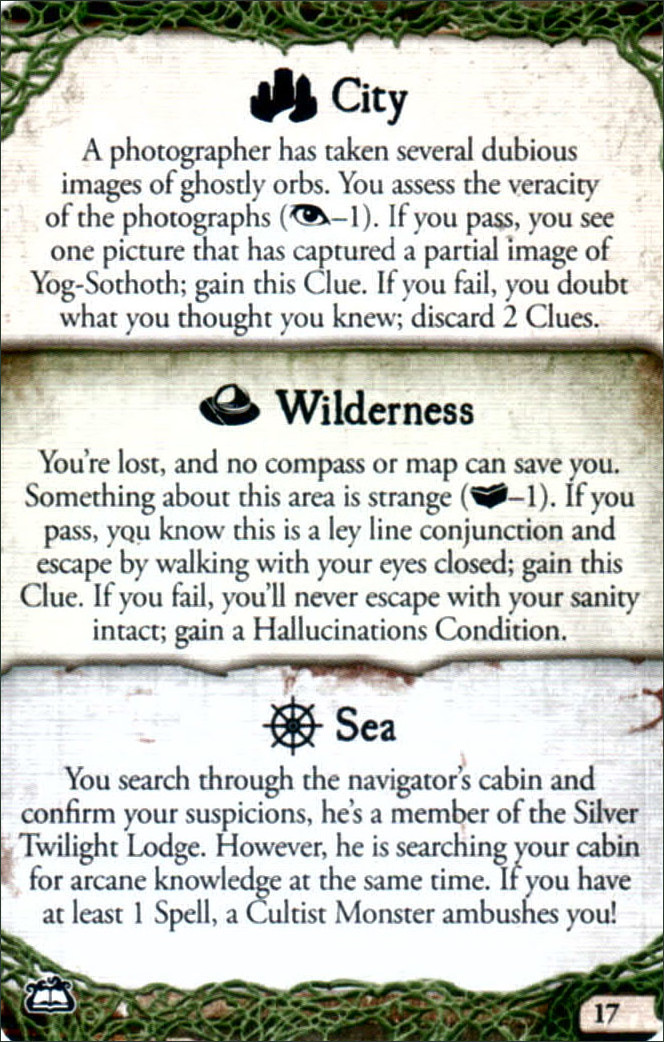 City
A photographer has taken several dubious
images of ghostly orbs. You assess the veracity
of the photographs (–1). If you pass, you see
one picture that has captured a partial image of
Yog-Sothoth; gain this Clue. If you fail, you doubt
what you thought you knew; discard 2 Clues.
Wilderness
You're lost, and no compass or map can save you.
Something about this area is strange (–1). If you
pass, you know this is a ley line conjunction and
escape by walking with your eyes closed; gain this
Clue. If you fail, you'll never escape with your sanity
intact; gain a Hallucinations Condition.
Sea
You search through the navigator's cabin and
confirm your suspicions, he's a member of the Silver
Twilight Lodge. However, he is searching your cabin
for arcane knowledge at the same time. If you have
at least 1 Spell, a Cultist Monster ambushes you!
17